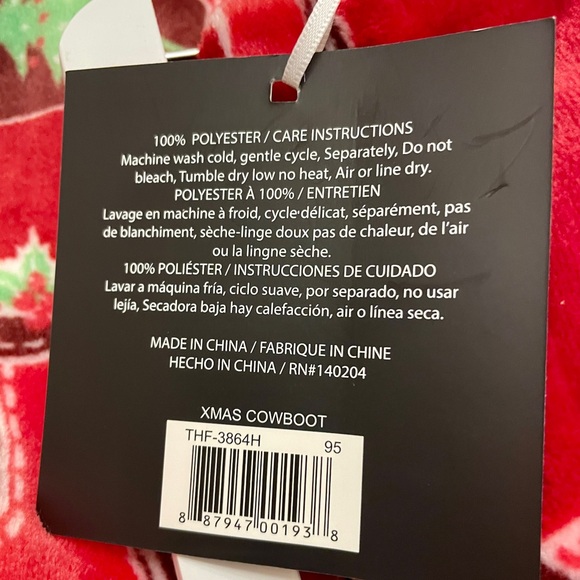 100% POLYESTER / CARE INSTRUCTIONS
Machine wash cold, gentle cycle, Separately, Do not
bleach, Tumble dry low no heat, Air or line dry.
POLYESTER À 100% / ENTRETIEN
Lavage en machine à froid, cycle délicat, séparément, pas
de blanchiment, sèche-linge doux pas de chaleur, de l'air
ou la lingne sèche.
100% POLIÉSTER / INSTRUCCIONES DE CUIDADO
Lavar a máquina fría, ciclo suave, por separado, no usar
lejía, Secadora baja hay calefacción, air o línea seca.
MADE IN CHINA / FABRIQUE IN CHINE
HECHO IN CHINA / RN#140204
XMAS COWBOOT
THF-3864H 95
8 87947 00193 8